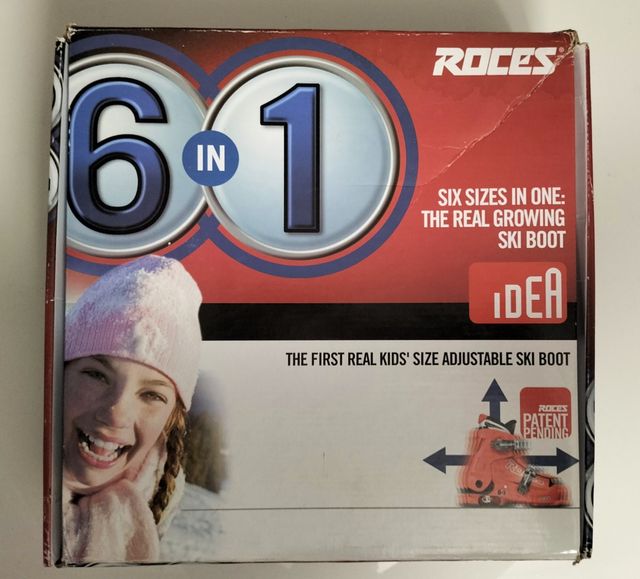 6 IN 1
ROCES
SIX SIZES IN ONE:
THE REAL GROWING
SKI BOOT
IDEA
THE FIRST REAL KIDS' SIZE ADJUSTABLE SKI BOOT
ROCES
PATENT
PENDING